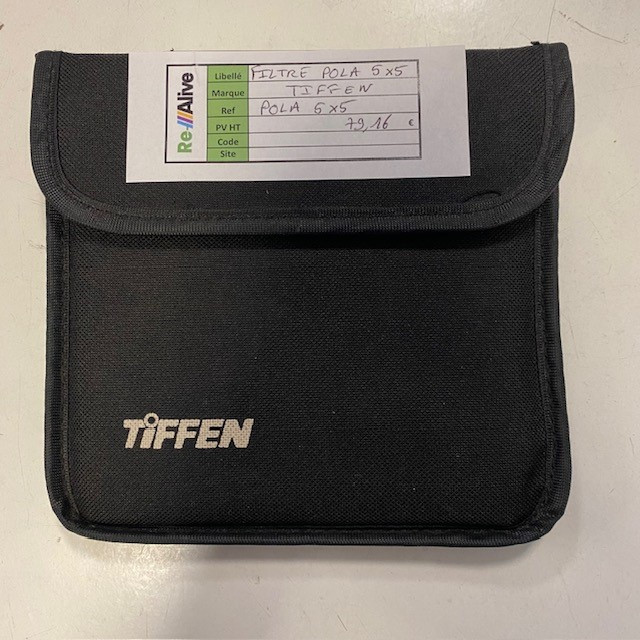 Re-Alive
Libellé FILTRE POLA 5x5
Marque TIFFEN
Ref POLA 5x5
PV HT 79,16 €
Code
Site
TIFFEN